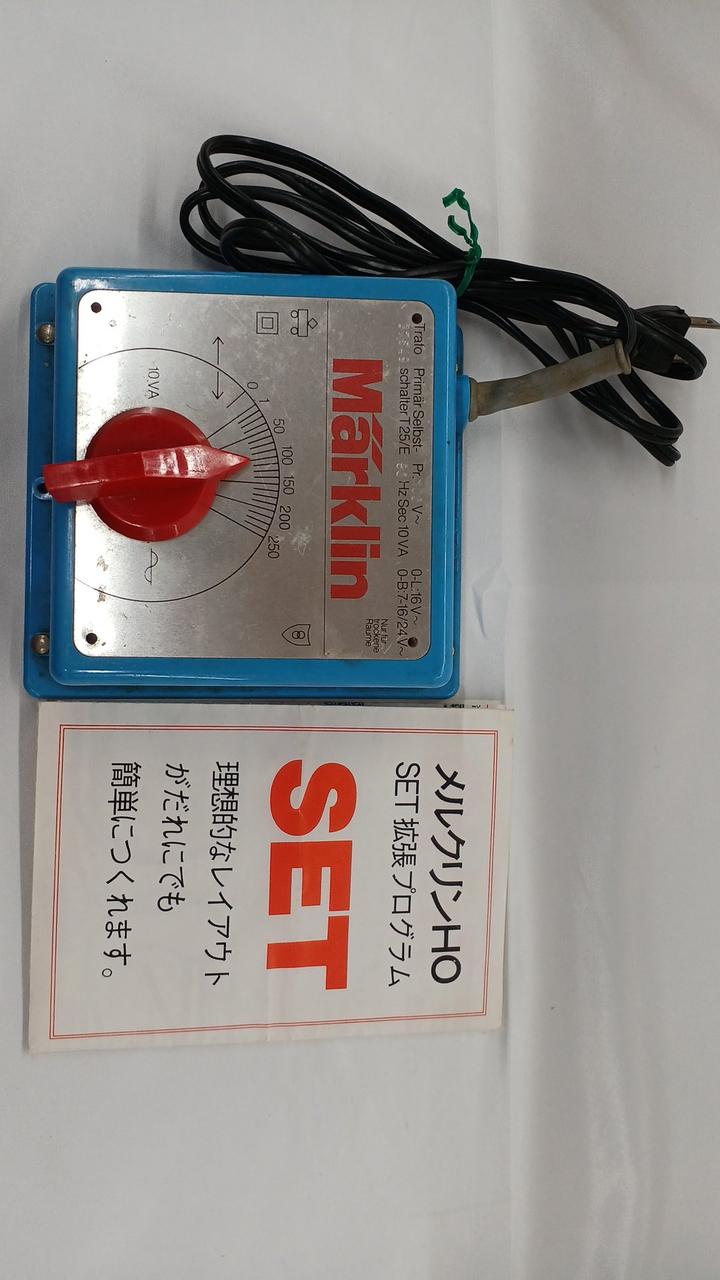 Trafo Primär Selbst- Pr. V~ 0-L:16 V~
schalter T 25/E Hz Sec 10 VA 0-B:7-16/24 V~
Märklin
Nur für
trockene
Räume
0 1 50 100 150 200 250
10.VA
メルクリンHO
SET 拡張プログラム
SET
理想的なレイアウト
がだれにでも
簡単につくれます。